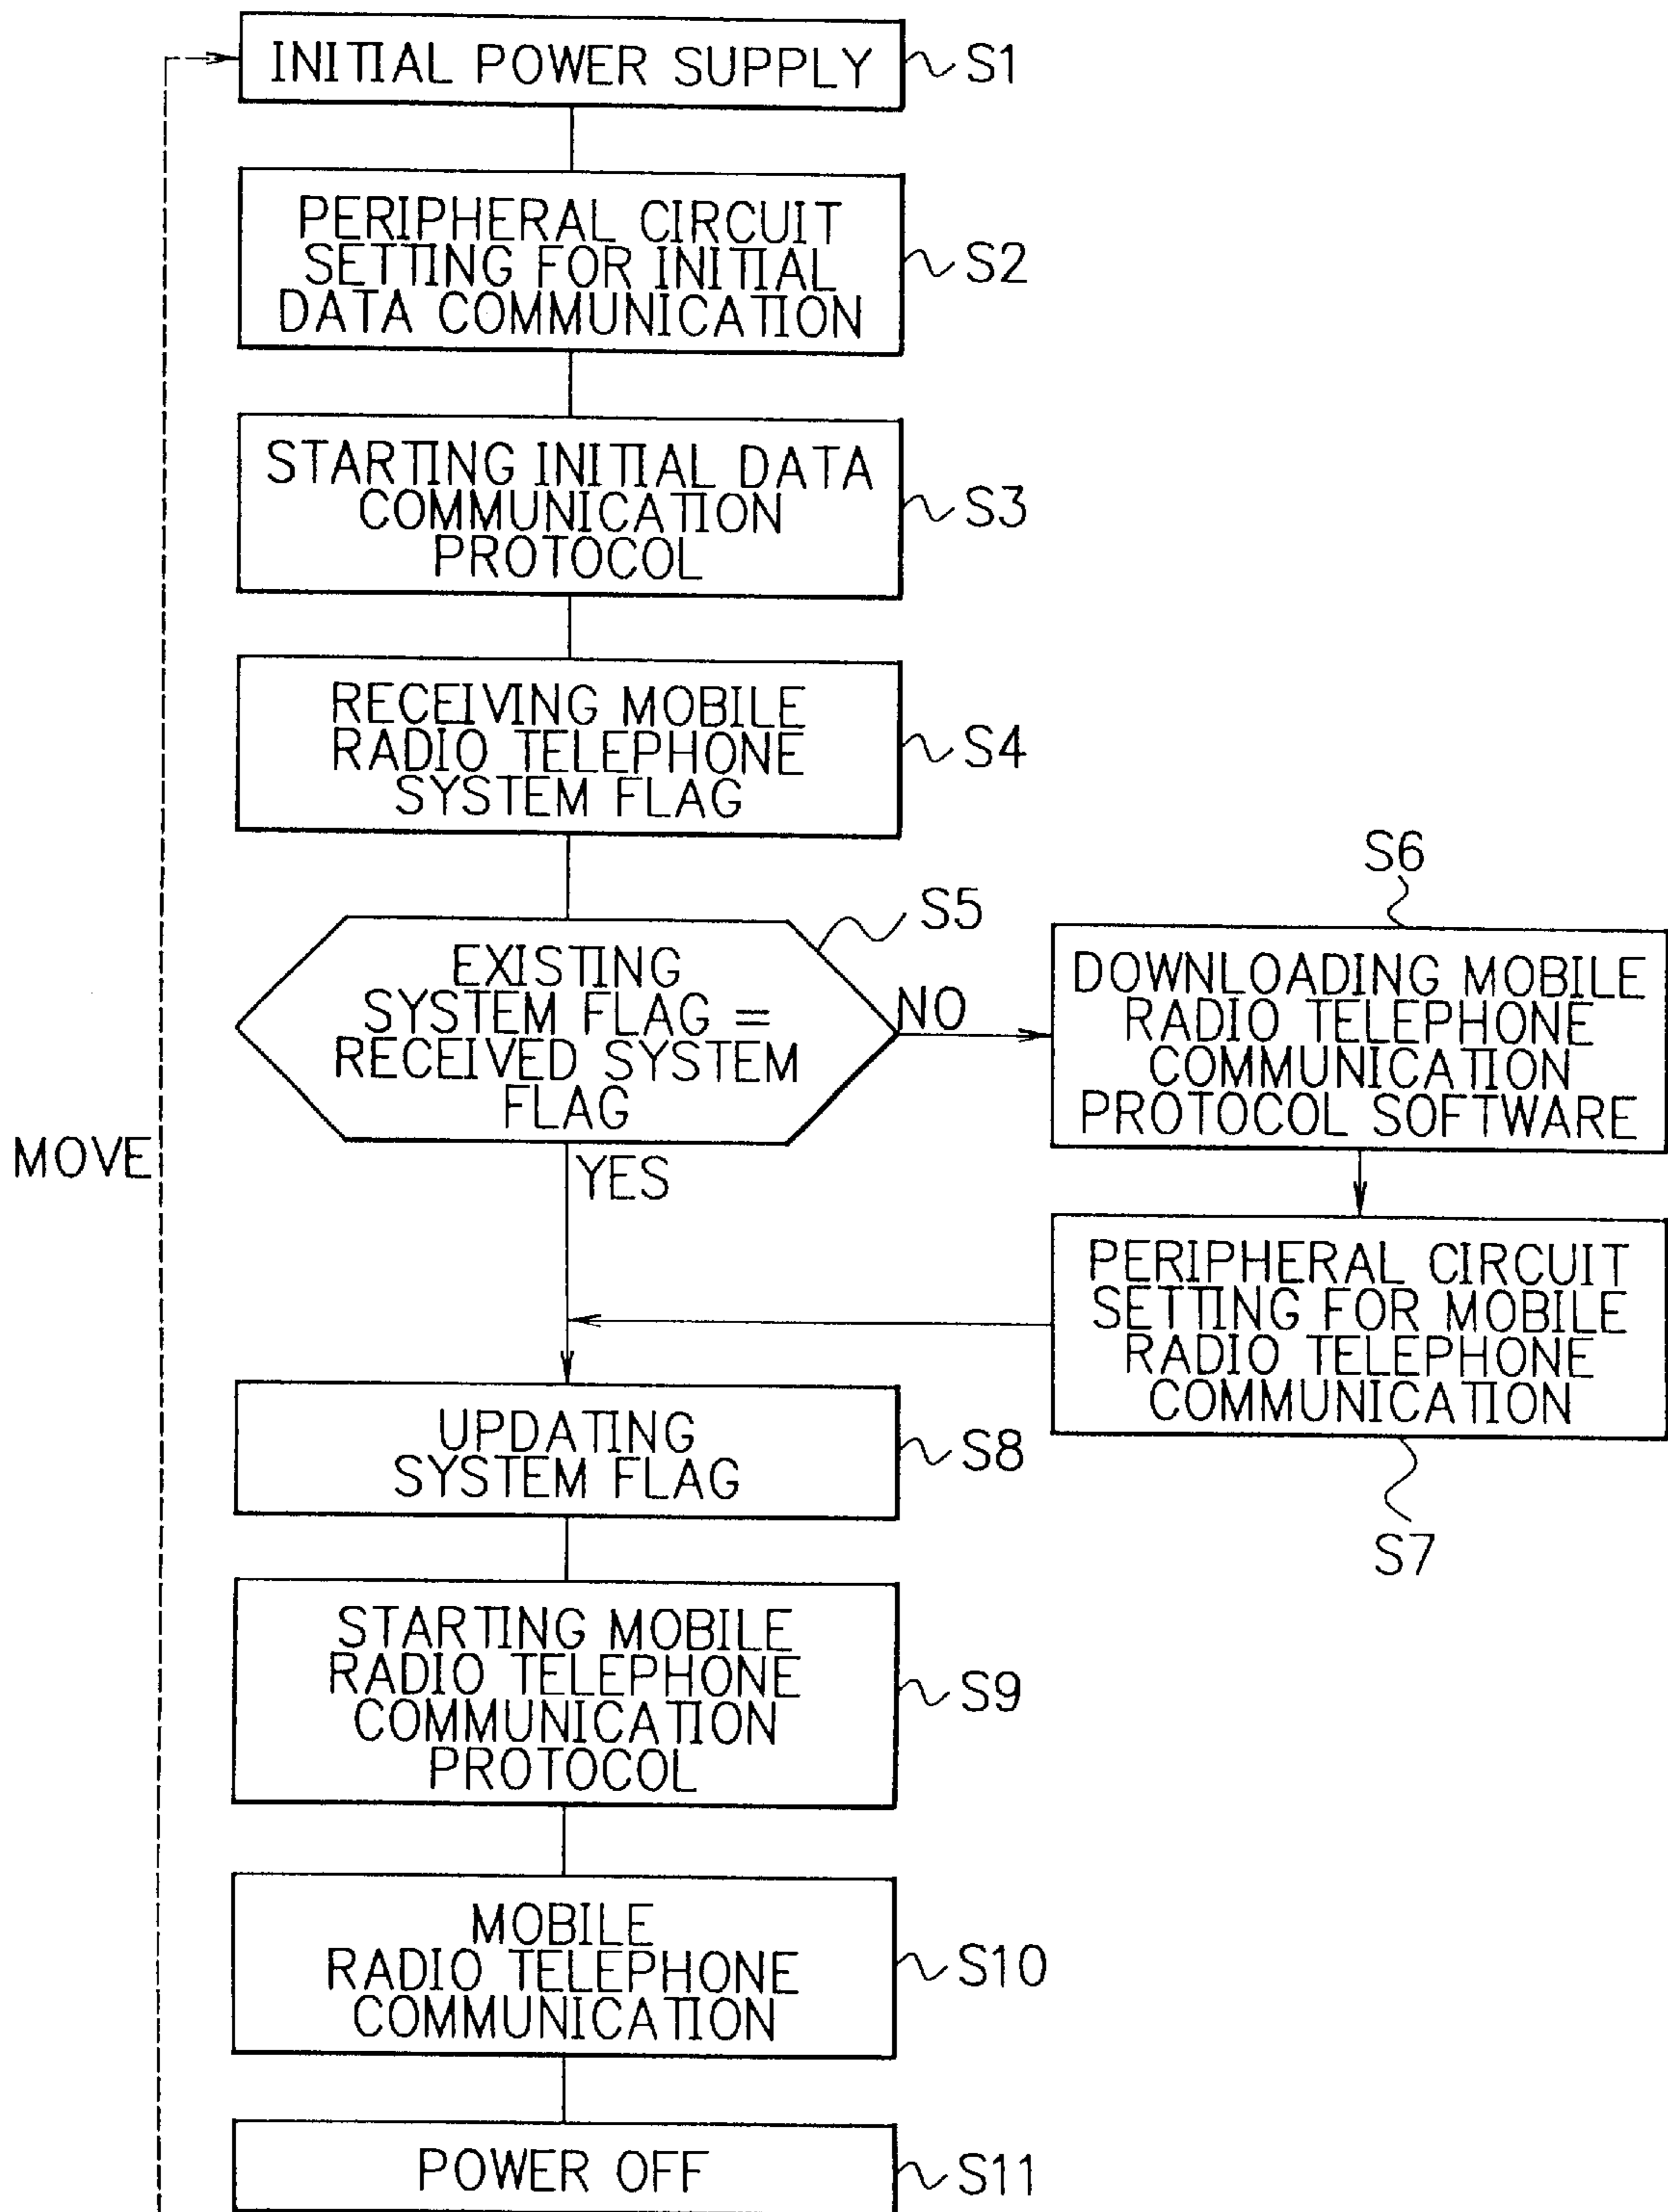 INITIAL POWER SUPPLY
S1
PERIPHERAL CIRCUIT
SETTING FOR INITIAL
DATA COMMUNICATION
S2
STARTING INITIAL DATA
COMMUNICATION
PROTOCOL
S3
RECEIVING MOBILE
RADIO TELEPHONE
SYSTEM FLAG
S4
EXISTING
SYSTEM FLAG =
RECEIVED SYSTEM
FLAG
S5
NO
YES
S6
DOWNLOADING MOBILE
RADIO TELEPHONE
COMMUNICATION
PROTOCOL SOFTWARE
PERIPHERAL CIRCUIT
SETTING FOR MOBILE
RADIO TELEPHONE
COMMUNICATION
S7
MOVE
UPDATING
SYSTEM FLAG
S8
STARTING MOBILE
RADIO TELEPHONE
COMMUNICATION
PROTOCOL
S9
MOBILE
RADIO TELEPHONE
COMMUNICATION
S10
POWER OFF
S11